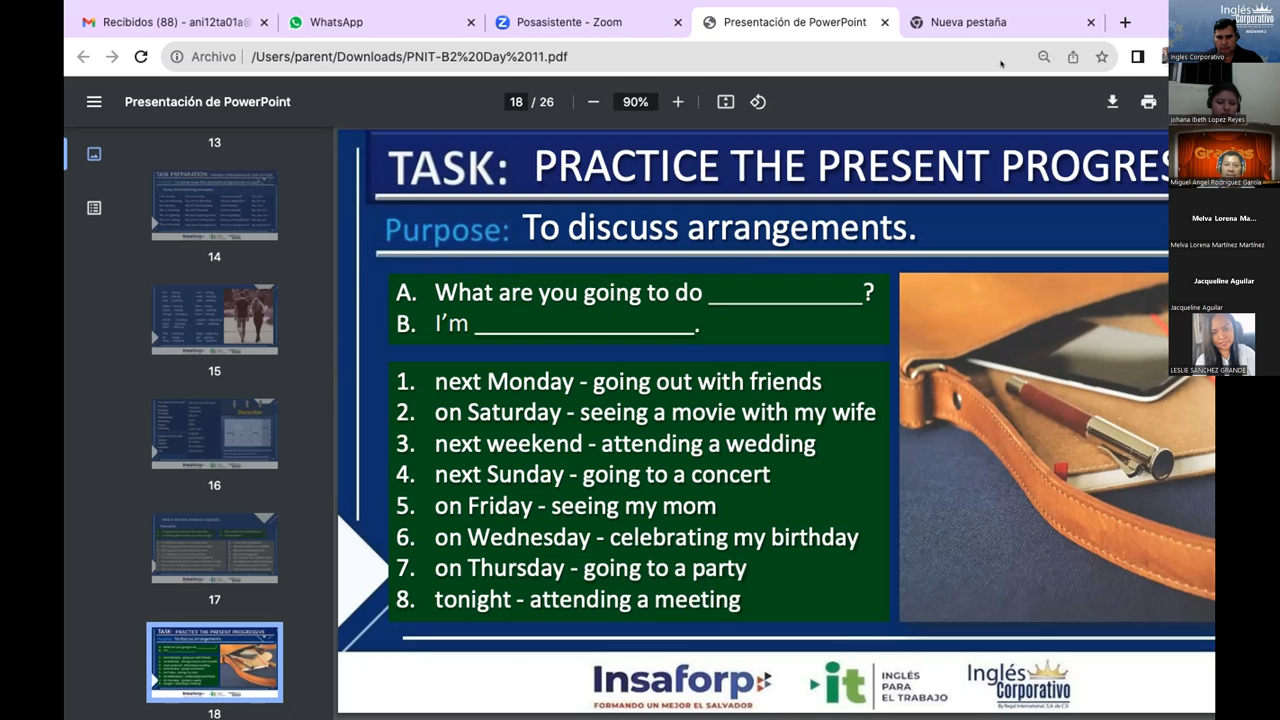 Recibidos (88) - ani12ta01a@
WhatsApp
Posasistente - Zoom
Presentación de PowerPoint
Nueva pestaña
Archivo
/Users/parent/Downloads/PNIT-B2%20Day%2011.pdf
Presentación de PowerPoint
18 / 26
90%
13
14
15
16
17
18
TASK: PRACTICE THE PRESENT PROGRES
Purpose: To discuss arrangements.
A. What are you going to do __________?
B. I'm ________________.
1. next Monday - going out with friends
2. on Saturday - seeing a movie with my wife
3. next weekend - attending a wedding
4. next Sunday - going to a concert
5. on Friday - seeing my mom
6. on Wednesday - celebrating my birthday
7. on Thursday - going to a party
8. tonight - attending a meeting
insaforp
FORMANDO UN MEJOR EL SALVADOR
it
INGLÉS
PARA
EL TRABAJO
Inglés
Corporativo
By Regal International, S.A. de C.V.
Inglés
Corporativo
Ingles Corporativo
Johana Ibeth Lopez Reyes
Miguel Angel Rodriguez Garcia
Melva Lorena Ma...
Melva Lorena Martínez Martínez
Jacqueline Aguilar
Jacqueline Aguilar
LESLIE SANCHEZ GRANDE